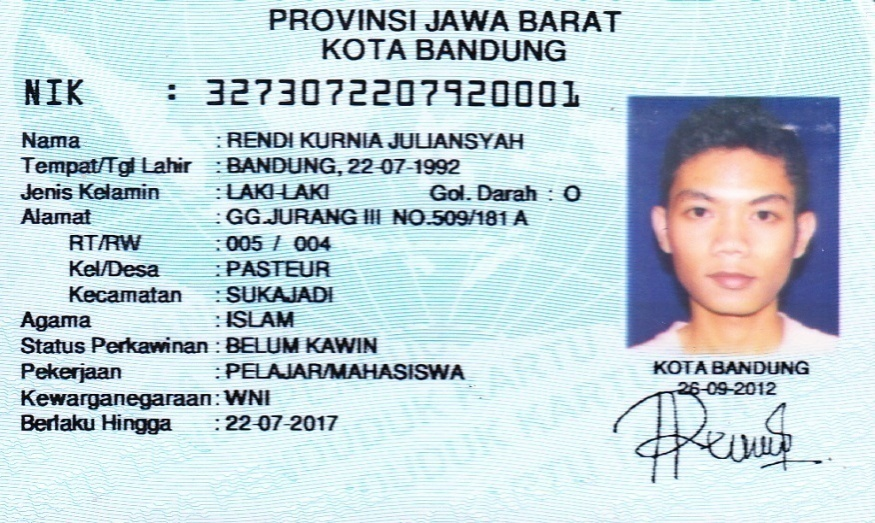 PROVINSI JAWA BARAT
KOTA BANDUNG
NIK : 3273072207920001
Nama : RENDI KURNIA JULIANSYAH
Tempat/Tgl Lahir : BANDUNG, 22-07-1992
Jenis Kelamin : LAKI-LAKI Gol. Darah : O
Alamat : GG.JURANG III NO.509/181 A
RT/RW : 005 / 004
Kel/Desa : PASTEUR
Kecamatan : SUKAJADI
Agama : ISLAM
Status Perkawinan : BELUM KAWIN
Pekerjaan : PELAJAR/MAHASISWA
Kewarganegaraan : WNI
Berlaku Hingga : 22-07-2017
KOTA BANDUNG
26-09-2012